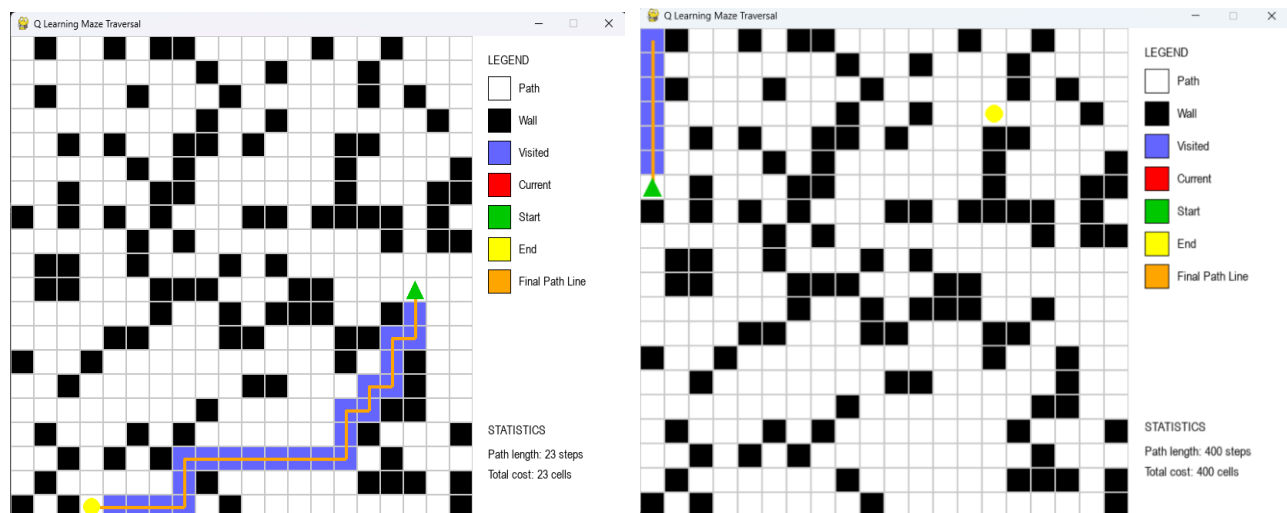 Q Learning Maze Traversal
LEGEND
Path
Wall
Visited
Current
Start
End
Final Path Line
STATISTICS
Path length: 23 steps
Total cost: 23 cells
Q Learning Maze Traversal
LEGEND
Path
Wall
Visited
Current
Start
End
Final Path Line
STATISTICS
Path length: 400 steps
Total cost: 400 cells